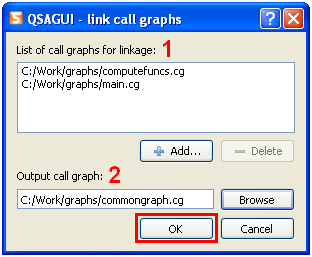 QSAGUI - link call graphs
List of call graphs for linkage: 1
C:/Work/graphs/computefuncs.cg
C:/Work/graphs/main.cg
Add... Delete
Output call graph: 2
C:/Work/graphs/commongraph.cg Browse
OK Cancel